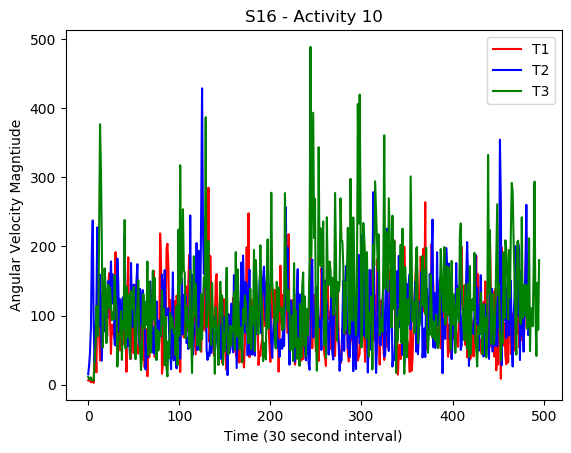 S16 - Activity 10
500
400
300
200
100
0
Angular Velocity Magntiude
T1
T2
T3
0 100 200 300 400 500
Time (30 second interval)